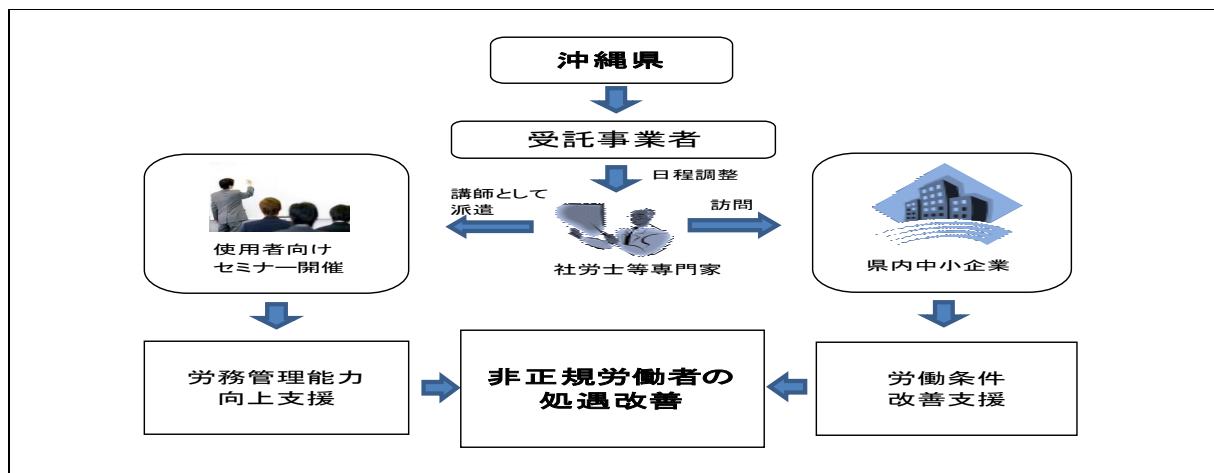 沖縄県
受託事業者
日程調整
講師として
派遣
訪問
社労士等専門家
使用者向け
セミナー開催
県内中小企業
労務管理能力
向上支援
非正規労働者の
処遇改善
労働条件
改善支援